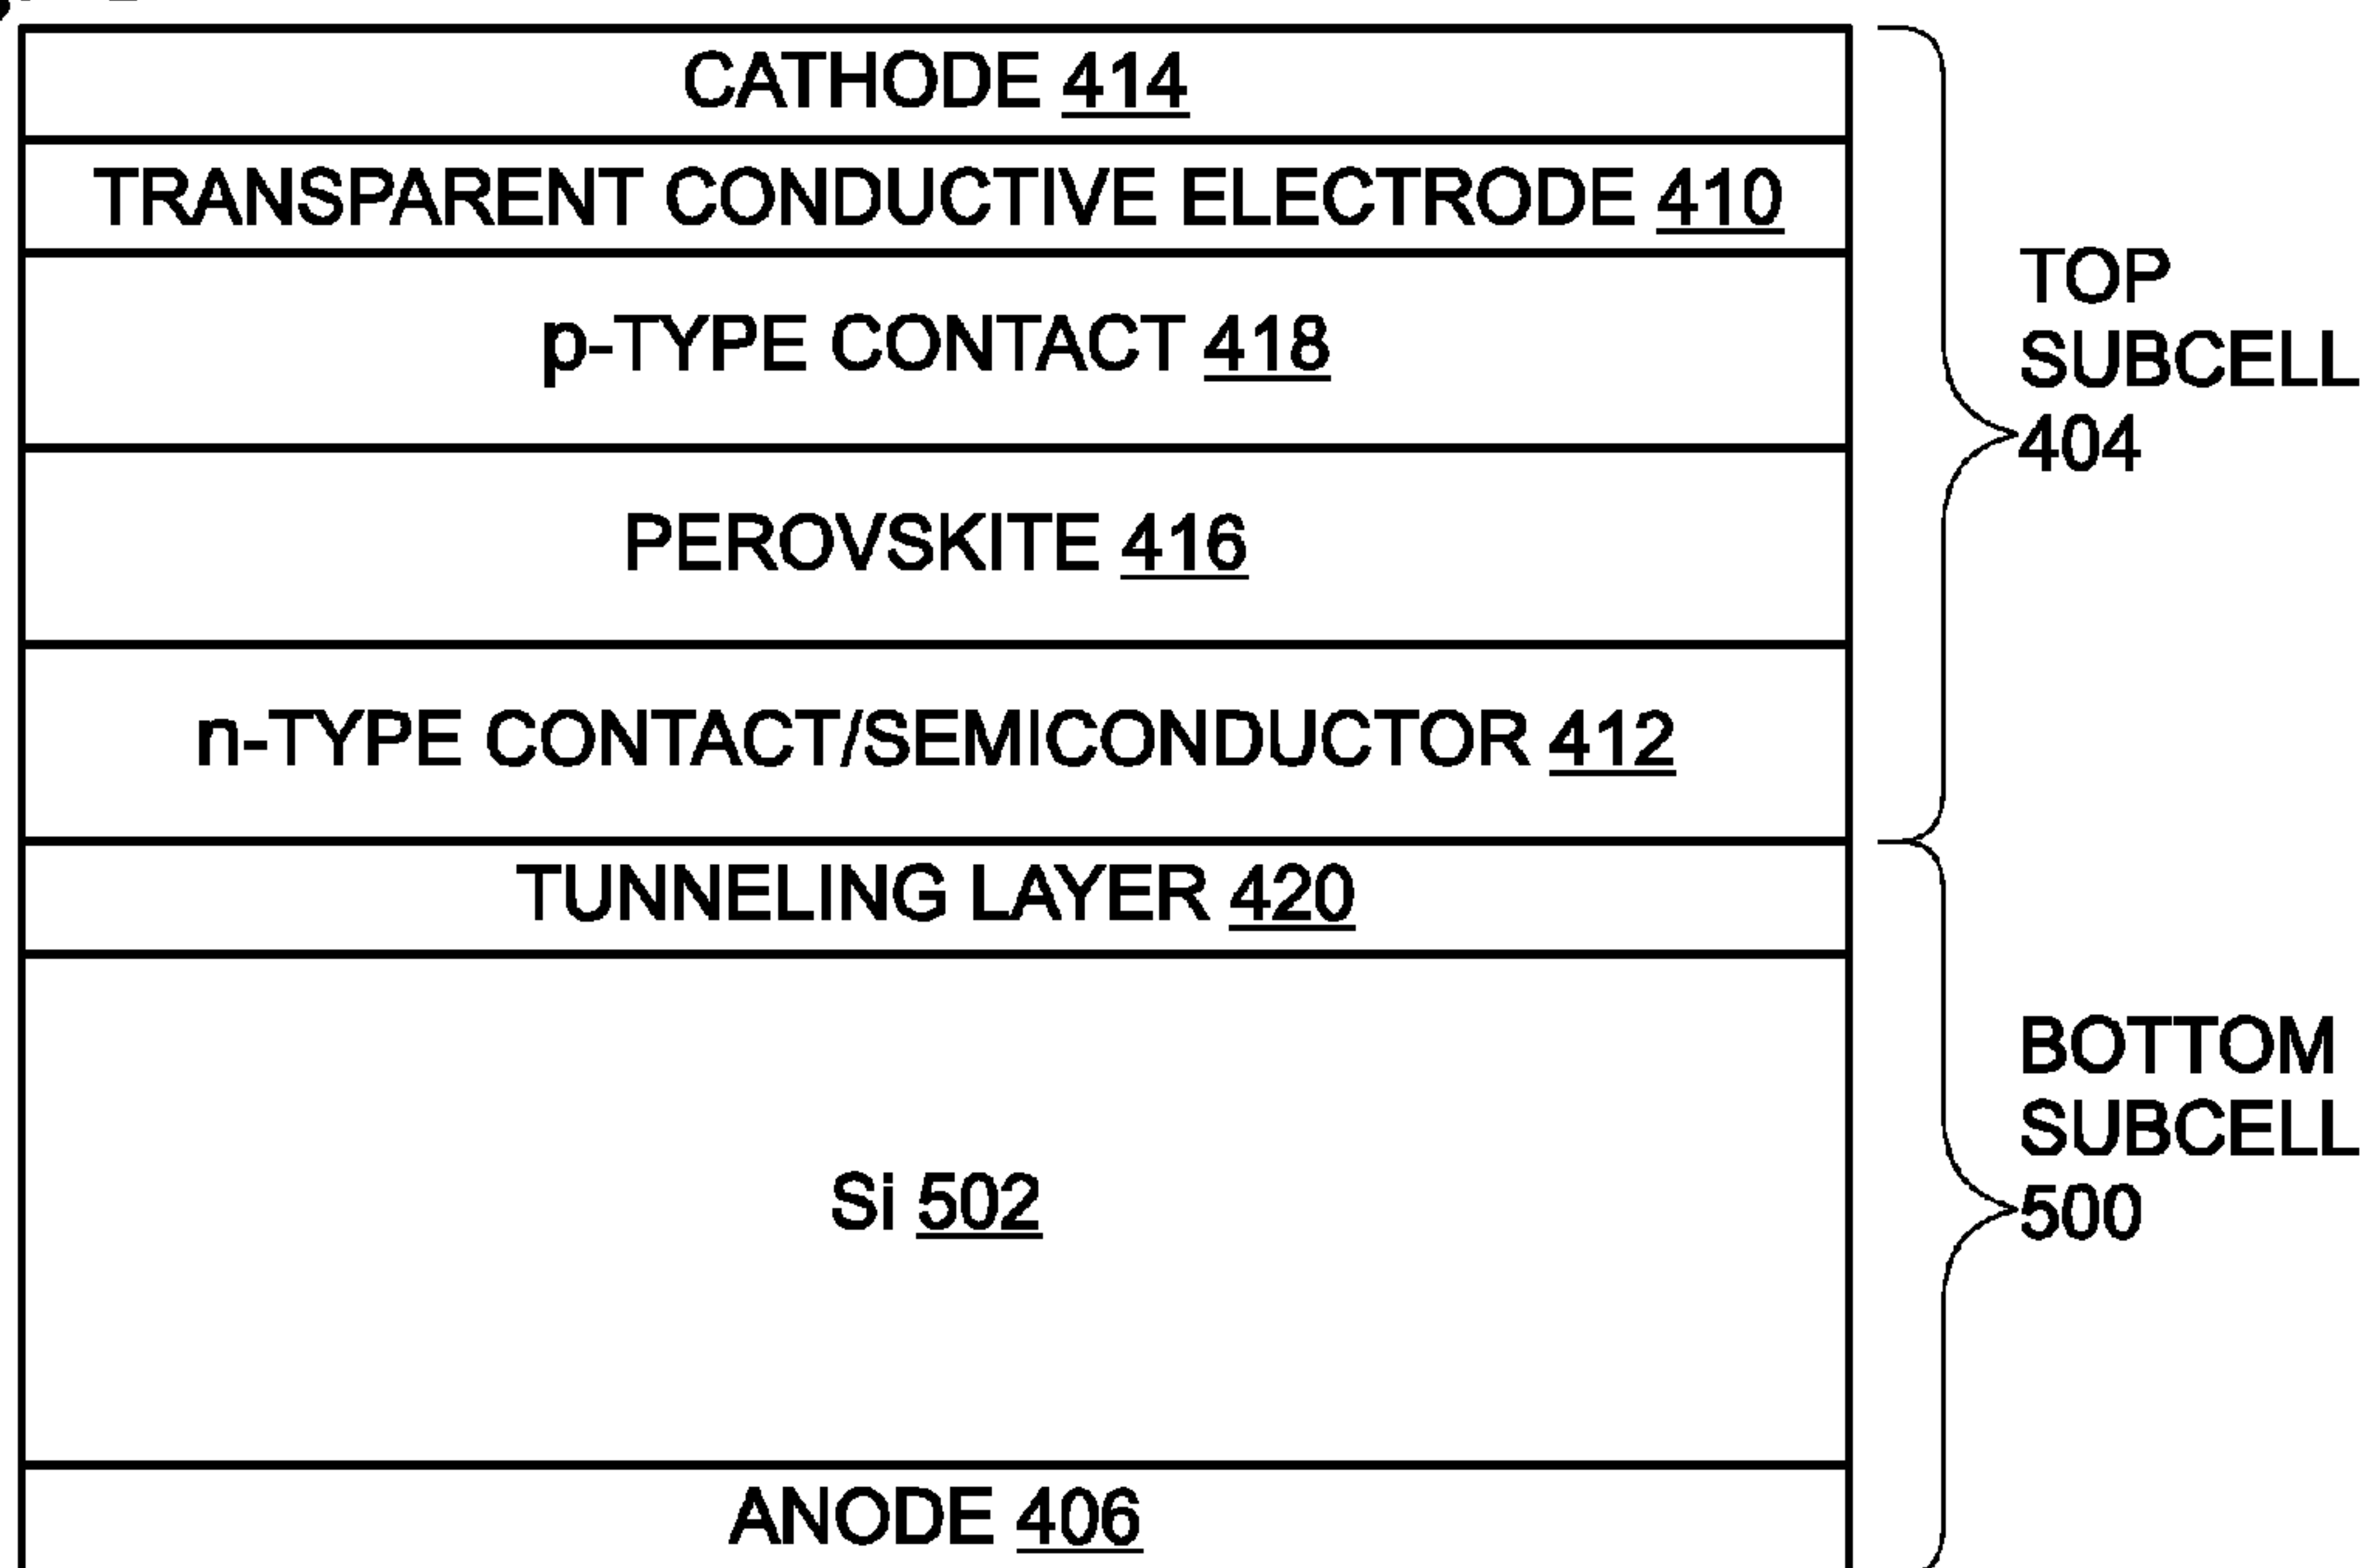 CATHODE 414
TRANSPARENT CONDUCTIVE ELECTRODE 410
p-TYPE CONTACT 418
PEROVSKITE 416
n-TYPE CONTACT/SEMICONDUCTOR 412
TUNNELING LAYER 420
Si 502
ANODE 406
TOP
SUBCELL
404
BOTTOM
SUBCELL
500